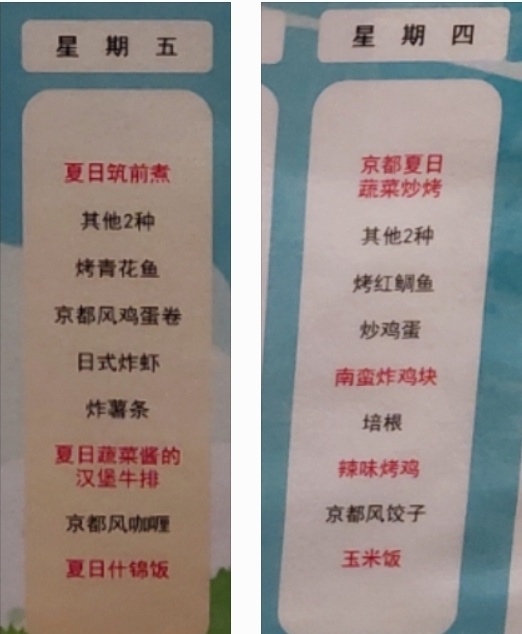 星期五
夏日筑前煮
其他2种
烤青花鱼
京都风鸡蛋卷
日式炸虾
炸薯条
夏日蔬菜酱的
汉堡牛排
京都风咖喱
夏日什锦饭
星期四
京都夏日
蔬菜炒烤
其他2种
烤红鲷鱼
炒鸡蛋
南蛮炸鸡块
培根
辣味烤鸡
京都风饺子
玉米饭